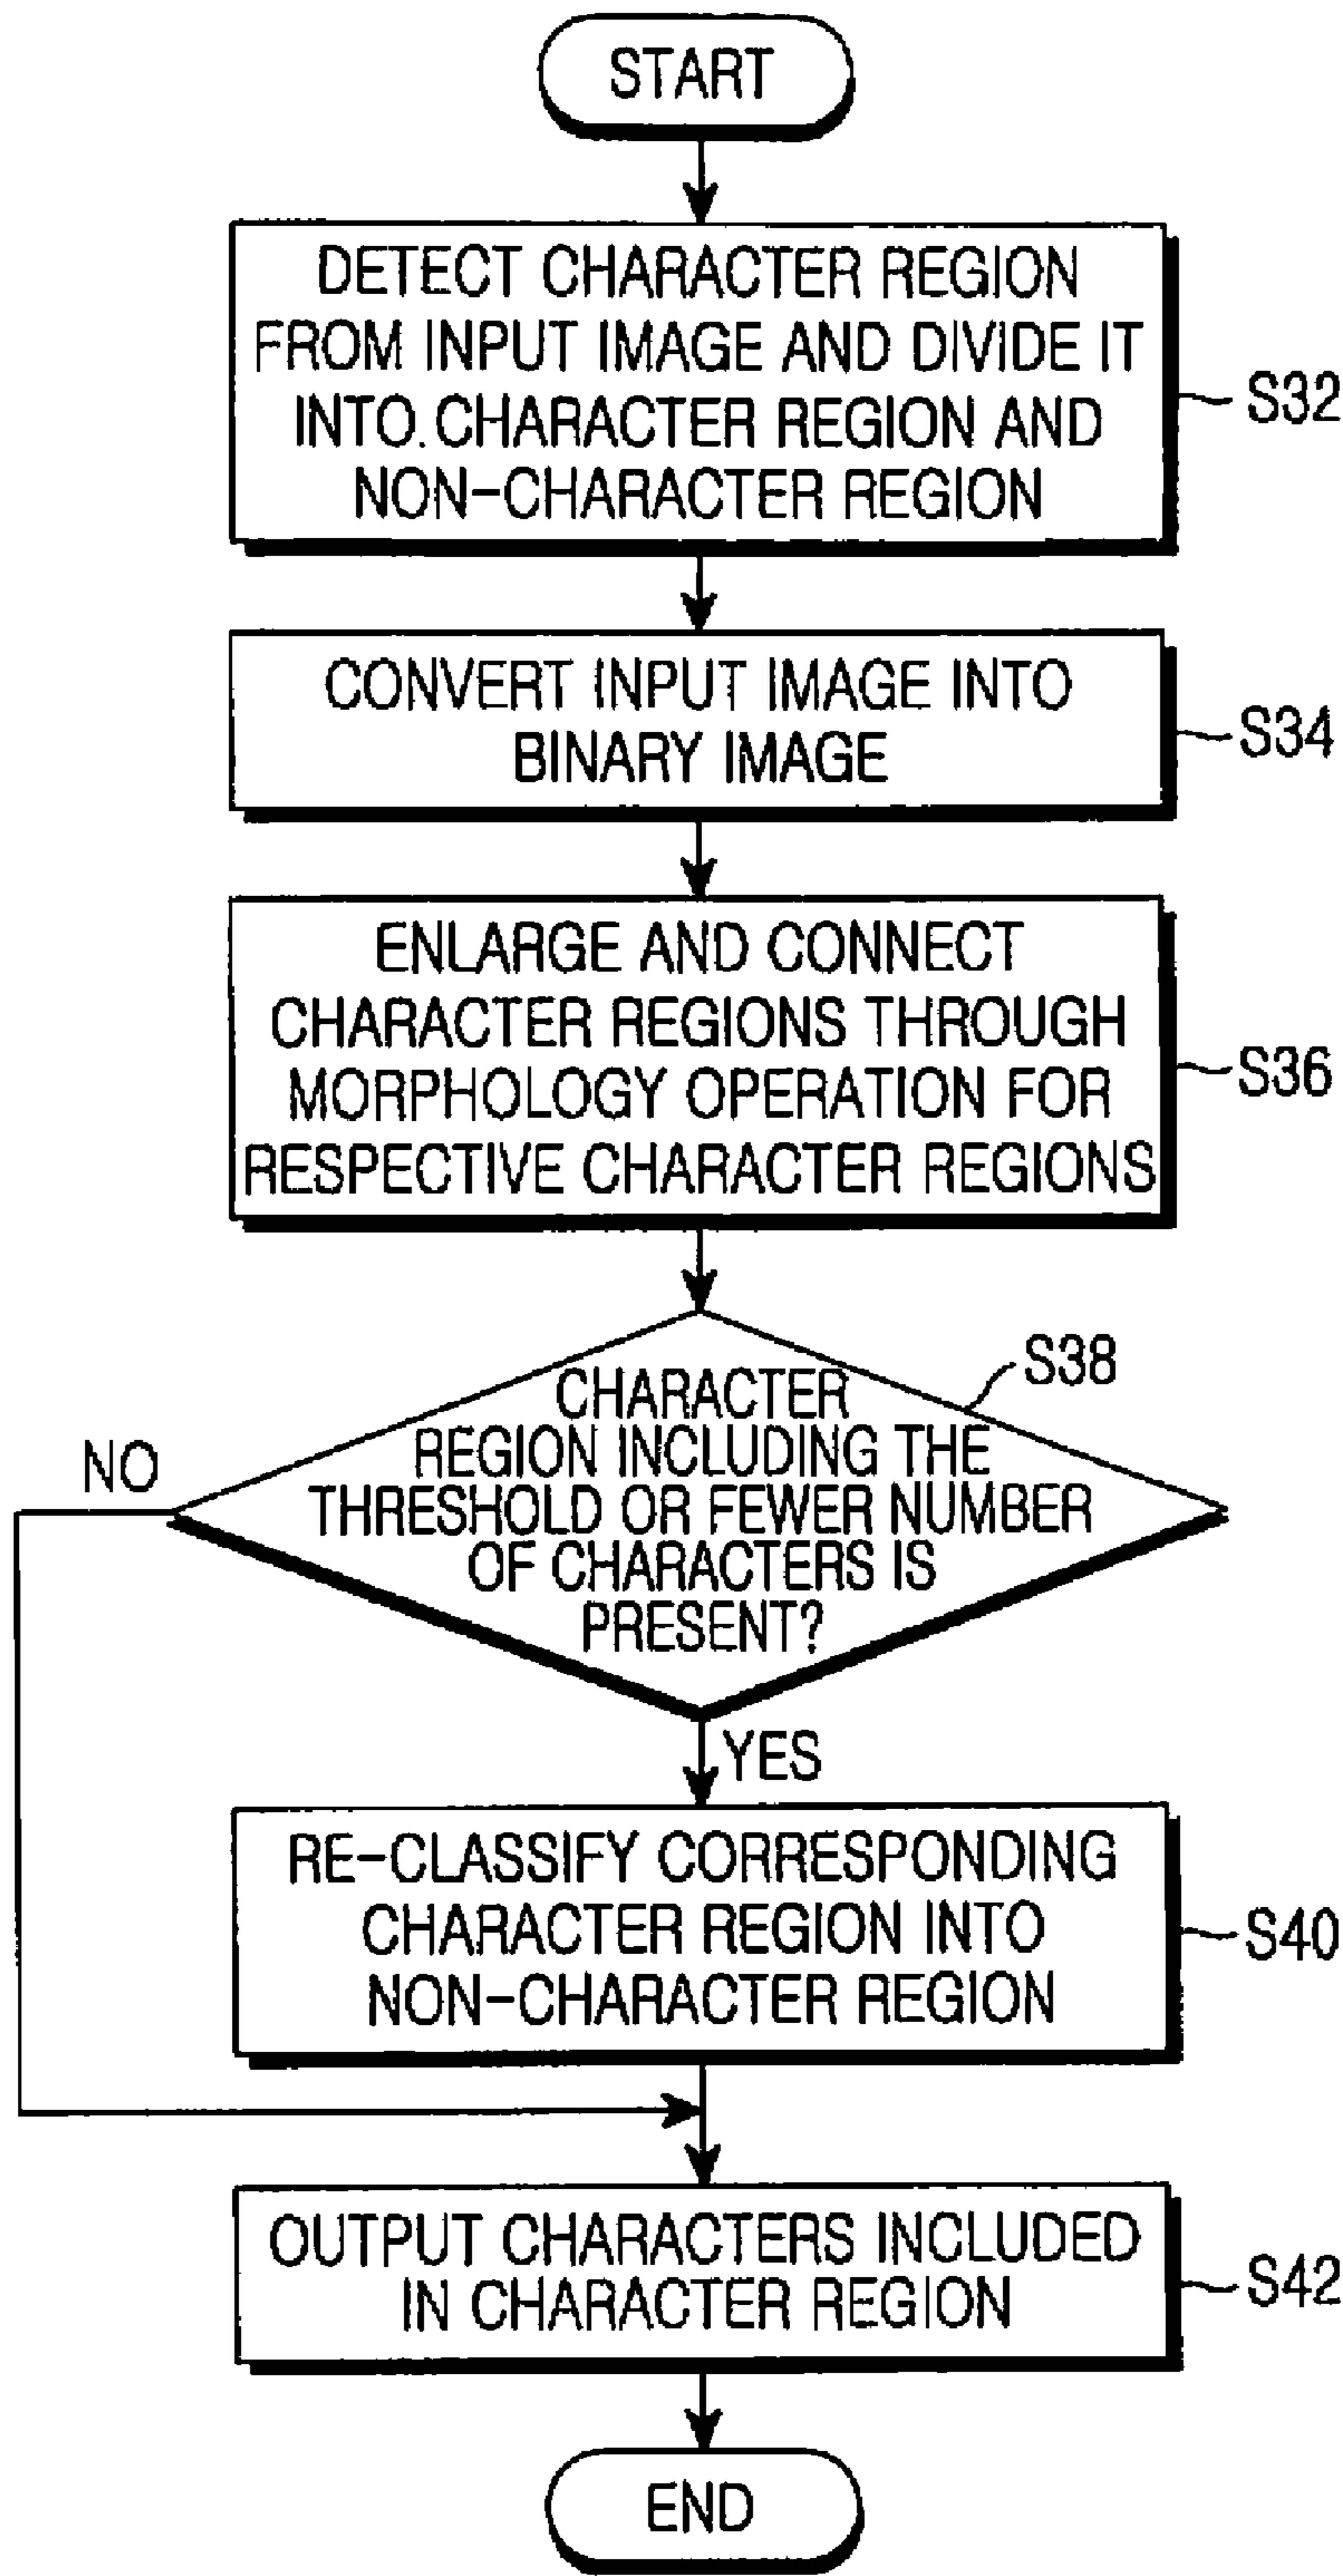 START
DETECT CHARACTER REGION
FROM INPUT IMAGE AND DIVIDE IT
INTO CHARACTER REGION AND
NON-CHARACTER REGION
S32
CONVERT INPUT IMAGE INTO
BINARY IMAGE
S34
ENLARGE AND CONNECT
CHARACTER REGIONS THROUGH
MORPHOLOGY OPERATION FOR
RESPECTIVE CHARACTER REGIONS
S36
S38
CHARACTER
REGION INCLUDING THE
THRESHOLD OR FEWER NUMBER
OF CHARACTERS IS
PRESENT?
NO
YES
RE-CLASSIFY CORRESPONDING
CHARACTER REGION INTO
NON-CHARACTER REGION
S40
OUTPUT CHARACTERS INCLUDED
IN CHARACTER REGION
S42
END